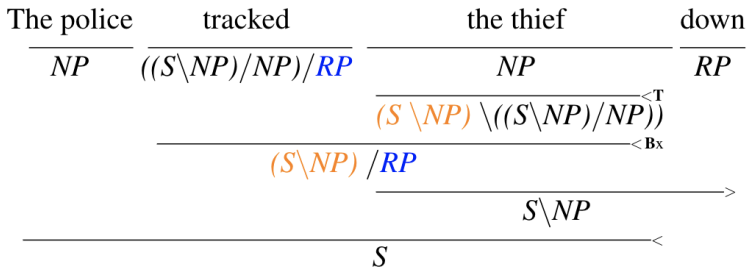 The police tracked the thief down
NP ((S\NP)/NP)/RP NP RP
<T
(S \NP) \((S\NP)/NP))
<Bx
(S\NP) /RP
>
S\NP
<
S